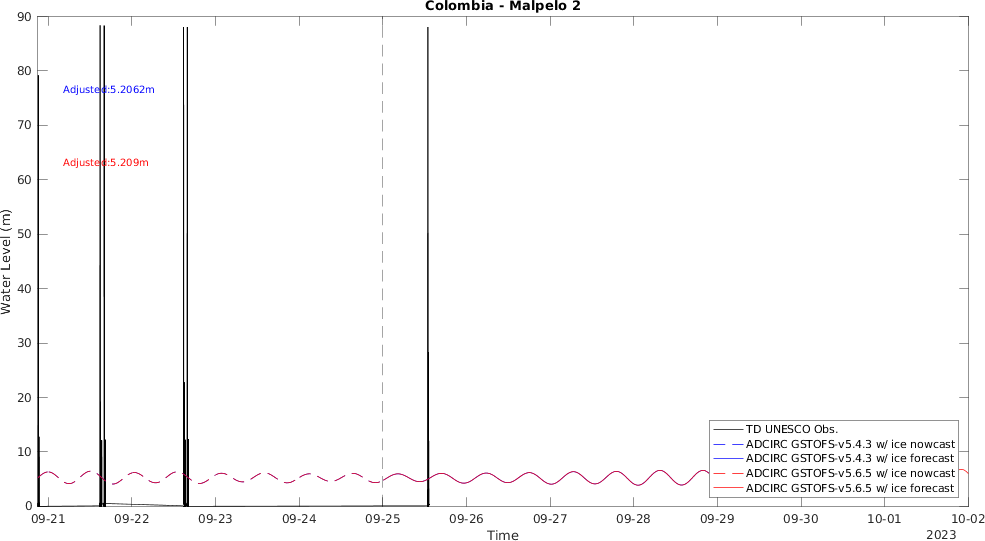 Colombia - Malpelo 2
90
80
70
60
50
40
30
20
10
0
Water Level (m)
Adjusted:5.2062m
Adjusted:5.209m
TD UNESCO Obs.
ADCIRC GSTOFS-v5.4.3 w/ ice nowcast
ADCIRC GSTOFS-v5.4.3 w/ ice forecast
ADCIRC GSTOFS-v5.6.5 w/ ice nowcast
ADCIRC GSTOFS-v5.6.5 w/ ice forecast
09-21 09-22 09-23 09-24 09-25 09-26 09-27 09-28 09-29 09-30 10-01 10-02
Time
2023